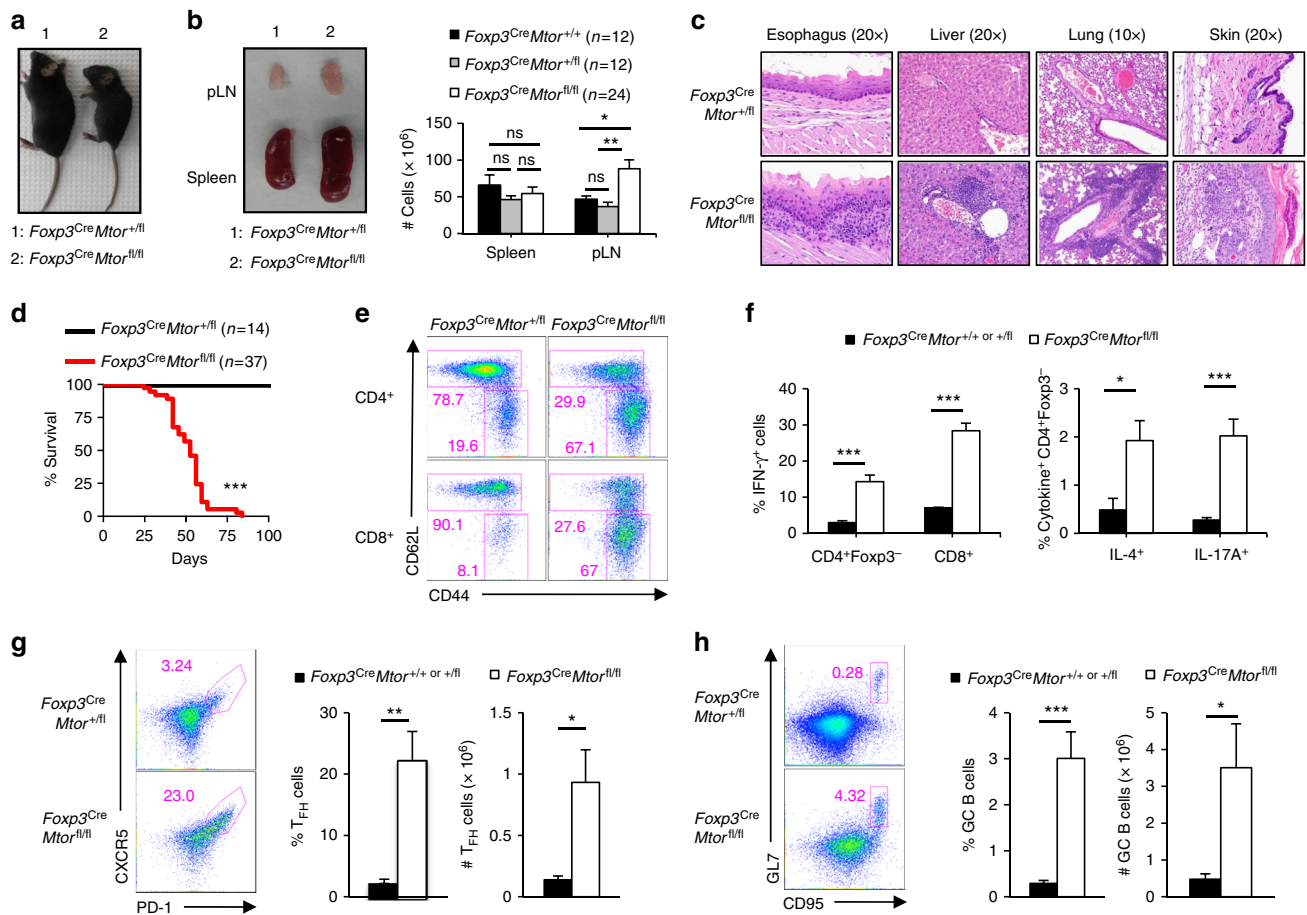 a
1 2
1: Foxp3CreMtor+/fl
2: Foxp3CreMtorfl/fl
b
1 2
pLN
Spleen
1: Foxp3CreMtor+/fl
2: Foxp3CreMtorfl/fl
Foxp3CreMtor+/+ (n=12)
Foxp3CreMtor+/fl (n=12)
Foxp3CreMtorfl/fl (n=24)
# Cells (× 10⁶)
150
100
50
0
ns
ns ns
*
**
ns
Spleen pLN
c
Esophagus (20×) Liver (20×) Lung (10×) Skin (20×)
Foxp3Cre
Mtor+/fl
Foxp3Cre
Mtorfl/fl
d
Foxp3CreMtor+/fl (n=14)
Foxp3CreMtorfl/fl (n=37)
% Survival
100
75
50
25
0
***
0 25 50 75 100
Days
e
Foxp3CreMtor+/fl Foxp3CreMtorfl/fl
CD4⁺
78.7 29.9
19.6 67.1
CD8⁺
90.1 27.6
8.1 67
CD62L
CD44
f
Foxp3CreMtor+/+ or +/fl Foxp3CreMtorfl/fl
% IFN-γ⁺ cells
40
30
20
10
0
***
***
CD4⁺Foxp3⁻ CD8⁺
% Cytokine⁺ CD4⁺Foxp3⁻
3
2
1
0
*
***
IL-4⁺ IL-17A⁺
g
Foxp3Cre
Mtor+/fl
3.24
Foxp3Cre
Mtorfl/fl
23.0
CXCR5
PD-1
Foxp3CreMtor+/+ or +/fl Foxp3CreMtorfl/fl
% TFH cells
30
20
10
0
**
# TFH cells (× 10⁶)
1.5
1
0.5
0
*
h
Foxp3Cre
Mtor+/fl
0.28
Foxp3Cre
Mtorfl/fl
4.32
GL7
CD95
Foxp3CreMtor+/+ or +/fl Foxp3CreMtorfl/fl
% GC B cells
4
3
2
1
0
***
# GC B cells (× 10⁶)
5
4
3
2
1
0
*